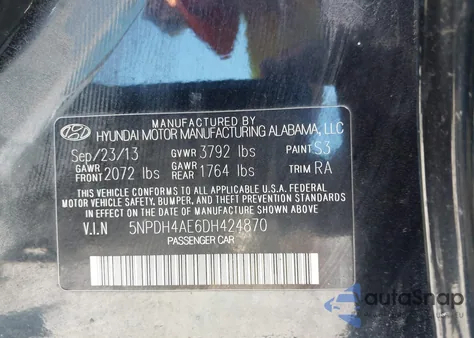 MANUFACTURED BY
HYUNDAI MOTOR MANUFACTURING ALABAMA, LLC
Sep/23/13 GVWR 3792 lbs PAINT S3
GAWR FRONT 2072 lbs GAWR REAR 1764 lbs TRIM RA
THIS VEHICLE CONFORMS TO ALL APPLICABLE U.S.A. FEDERAL
MOTOR VEHICLE SAFETY, BUMPER, AND THEFT PREVENTION STANDARDS
IN EFFECT ON THE DATE OF MANUFACTURE SHOWN ABOVE.
V.I.N 5NPDH4AE6DH424870
PASSENGER CAR
autoSnap